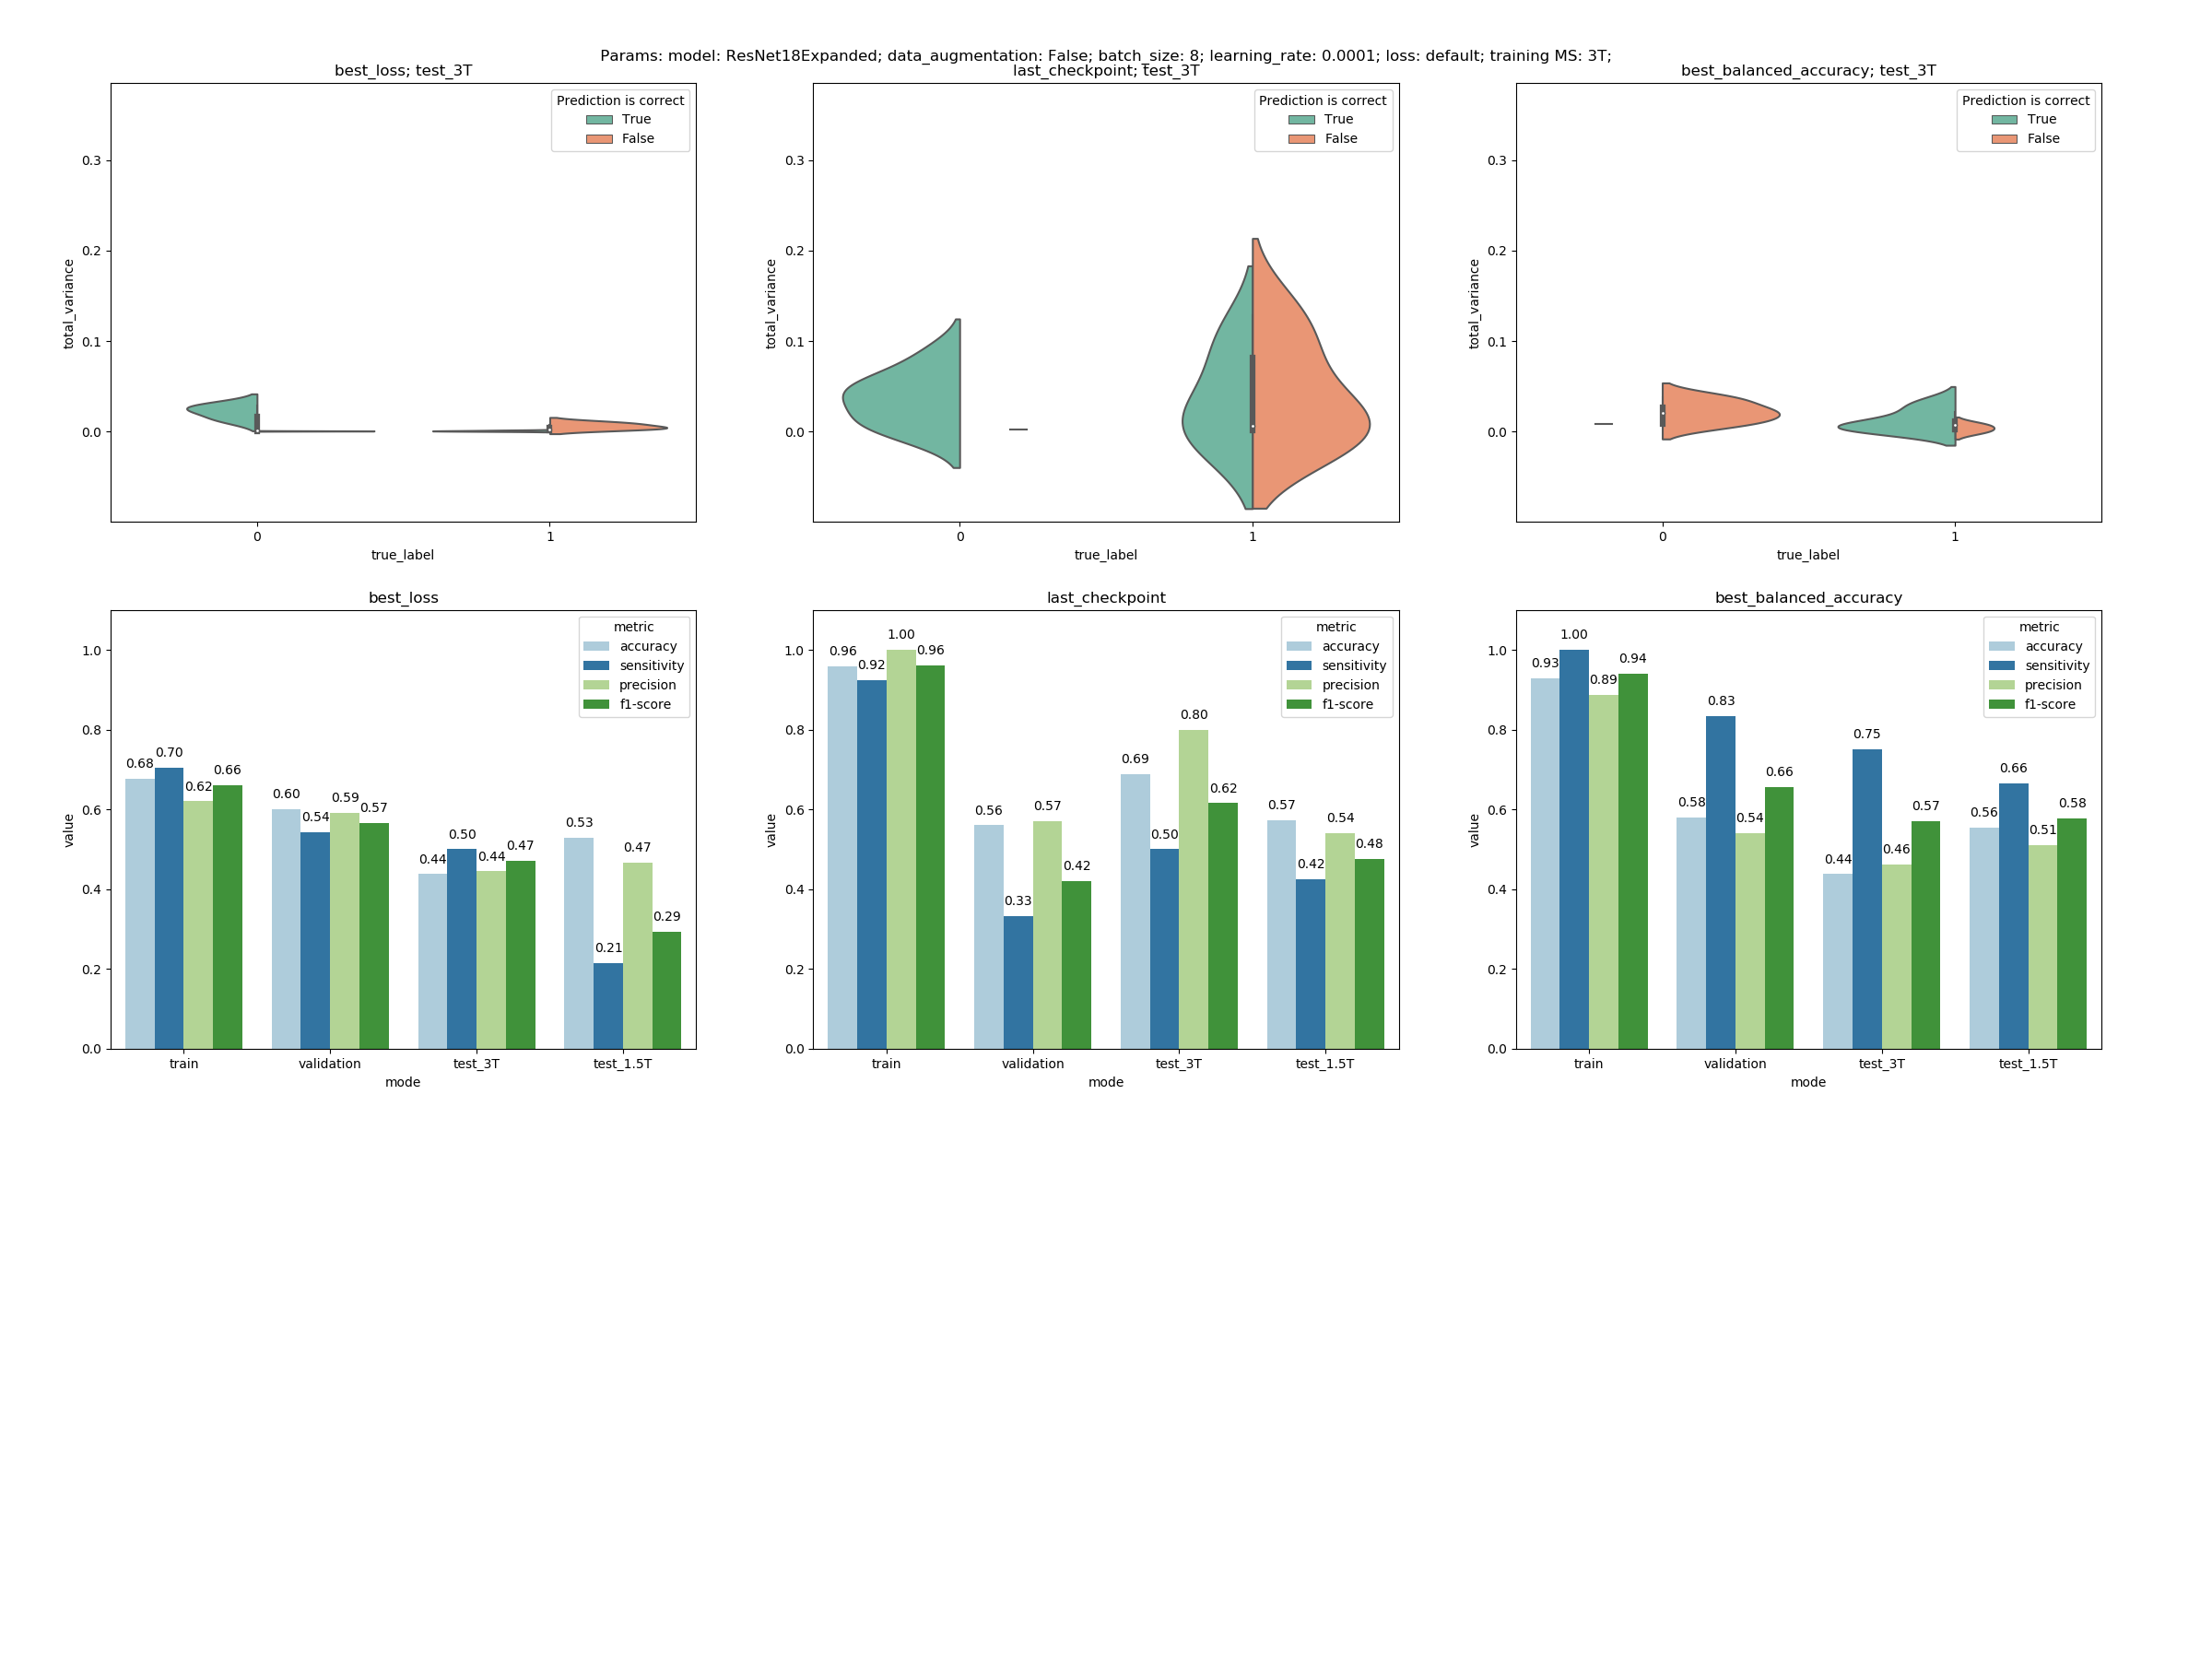 Params: model: ResNet18Expanded; data_augmentation: False; batch_size: 8; learning_rate: 0.0001; loss: default; training MS: 3T;
best_loss; test_3T
Prediction is correct
True
False
0.3
0.2
0.1
0.0
total_variance
0
1
true_label
last_checkpoint; test_3T
Prediction is correct
True
False
0.3
0.2
0.1
0.0
total_variance
0
1
true_label
best_balanced_accuracy; test_3T
Prediction is correct
True
False
0.3
0.2
0.1
0.0
total_variance
0
1
true_label
best_loss
metric
accuracy
sensitivity
precision
f1-score
1.0
0.8
0.6
0.4
0.2
0.0
value
0.68
0.70
0.62
0.66
0.60
0.54
0.59
0.57
0.44
0.50
0.44
0.47
0.53
0.21
0.47
0.29
train
validation
test_3T
test_1.5T
mode
last_checkpoint
metric
accuracy
sensitivity
precision
f1-score
1.0
0.8
0.6
0.4
0.2
0.0
value
0.96
0.92
1.00
0.96
0.56
0.33
0.57
0.42
0.69
0.50
0.80
0.62
0.57
0.42
0.54
0.48
train
validation
test_3T
test_1.5T
mode
best_balanced_accuracy
metric
accuracy
sensitivity
precision
f1-score
1.0
0.8
0.6
0.4
0.2
0.0
value
0.93
1.00
0.89
0.94
0.58
0.83
0.54
0.66
0.44
0.75
0.46
0.57
0.56
0.66
0.51
0.58
train
validation
test_3T
test_1.5T
mode